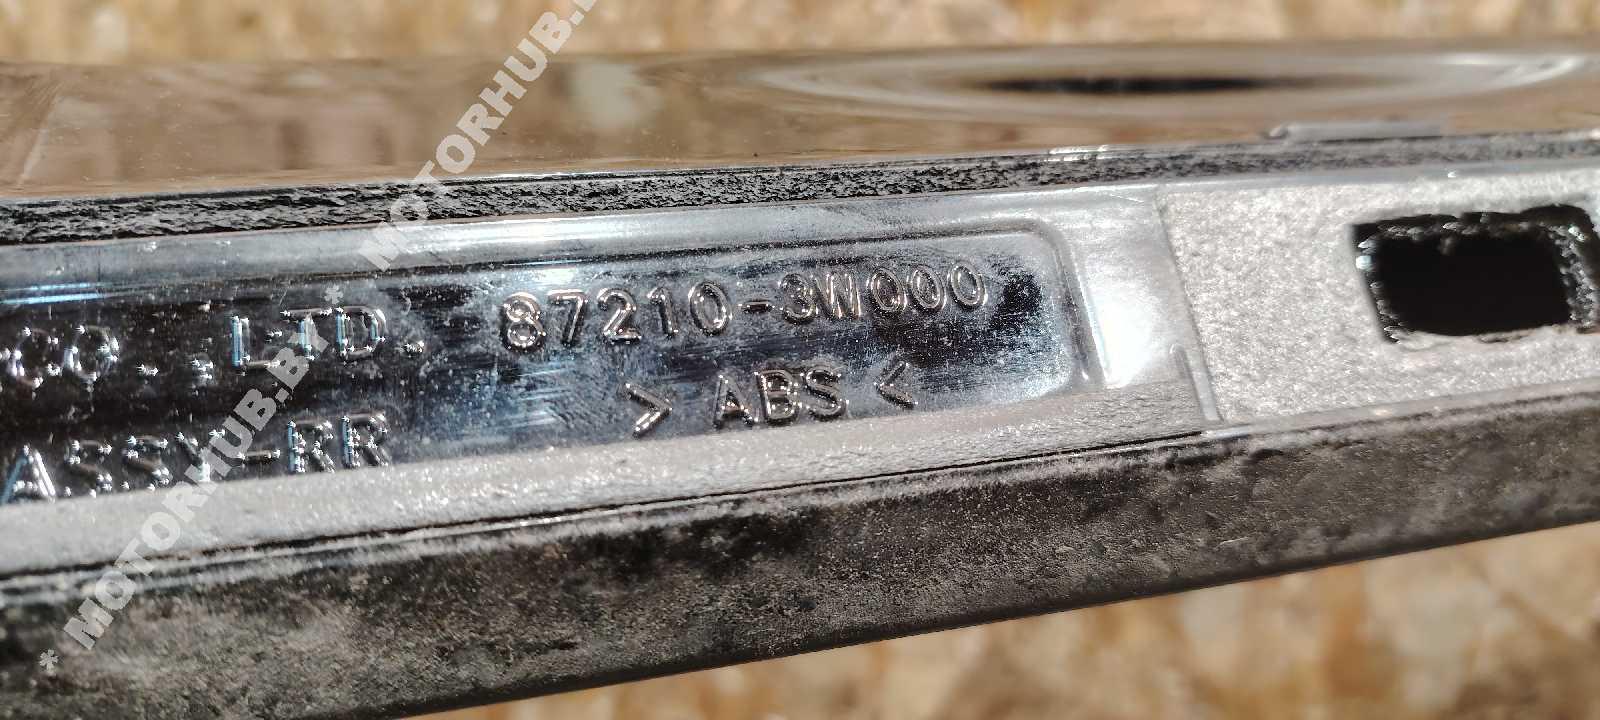 CO.,LTD. 87210-3W000
ASSY-RR > ABS <
* MOTORHUB.BY * MOTORHUB.BY